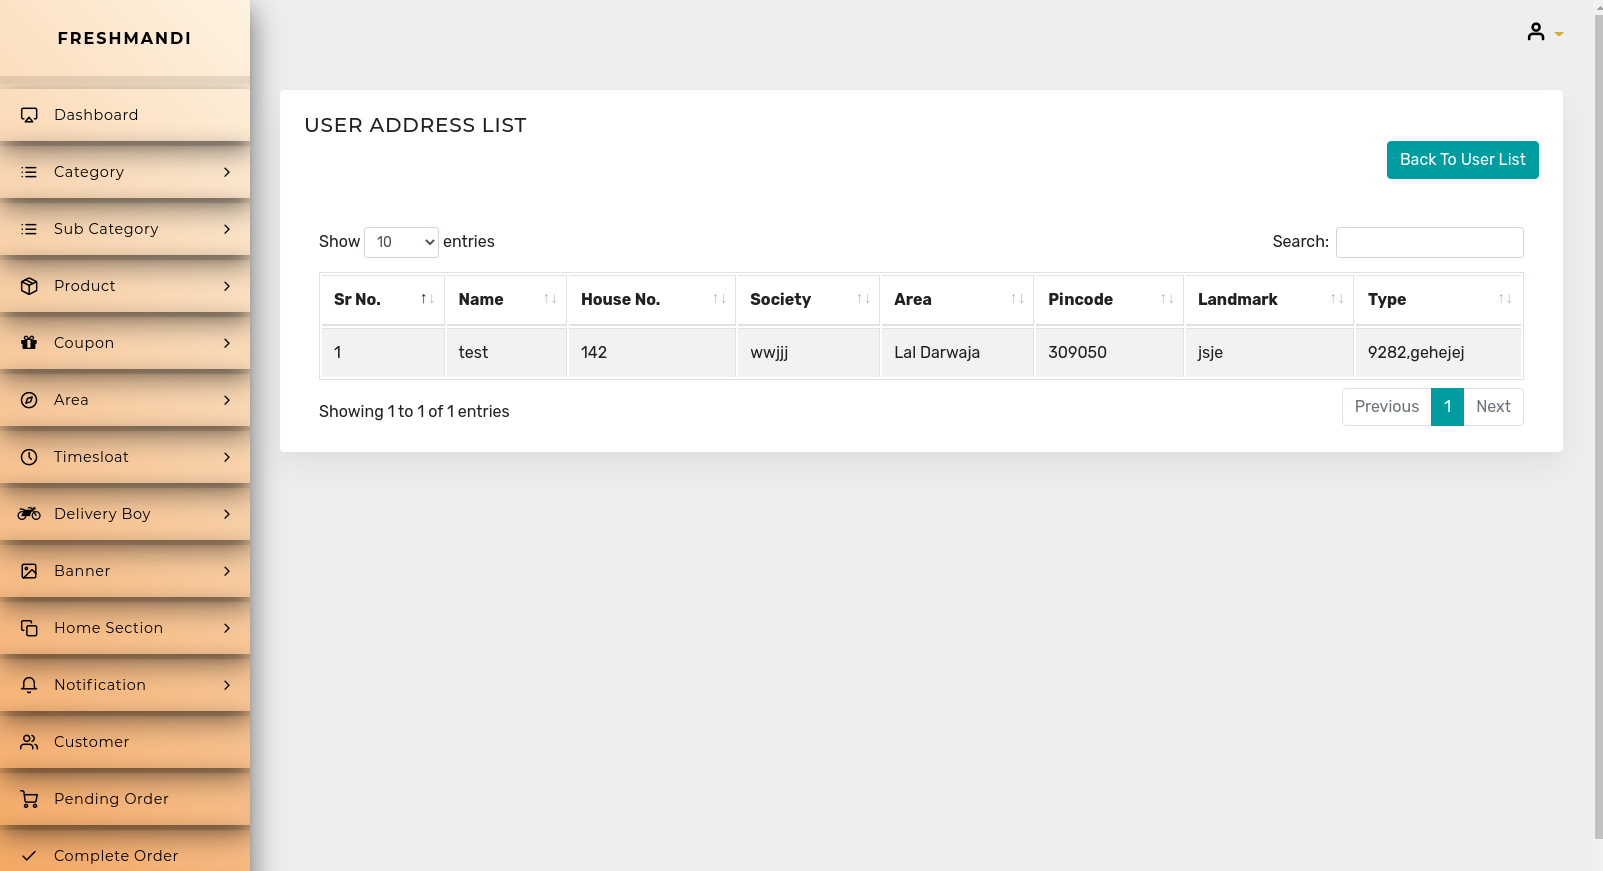 FRESHMANDI
Dashboard
Category
Sub Category
Product
Coupon
Area
Timesloat
Delivery Boy
Banner
Home Section
Notification
Customer
Pending Order
Complete Order
USER ADDRESS LIST
Back To User List
Show 10 entries Search:
Sr No. Name House No. Society Area Pincode Landmark Type
1 test 142 wwjjj Lal Darwaja 309050 jsje 9282,gehejej
Showing 1 to 1 of 1 entries Previous 1 Next